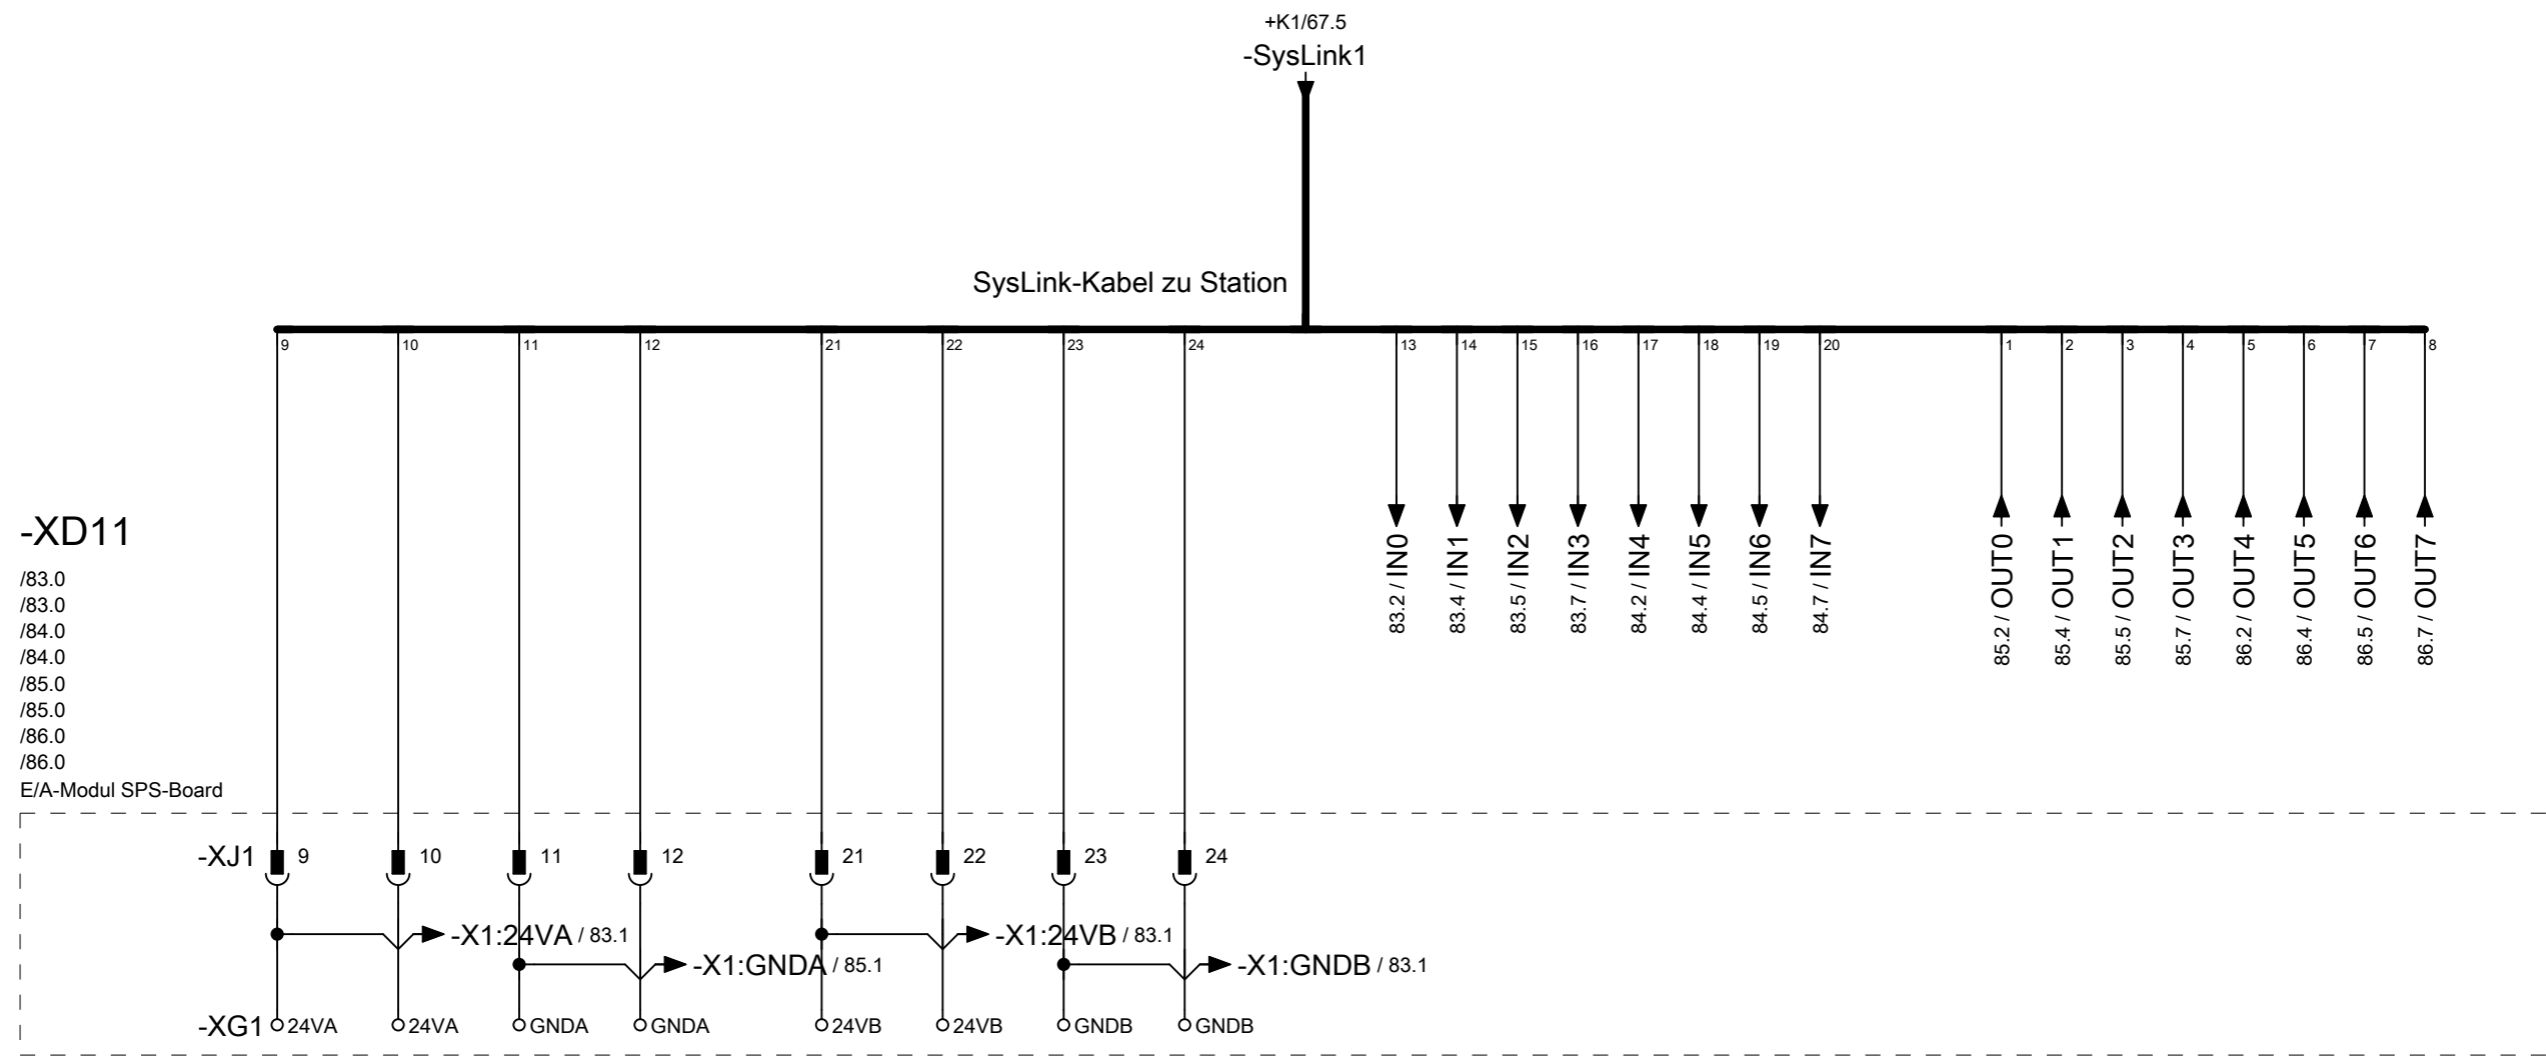 +K1/67.5
-SysLink1
SysLink-Kabel zu Station
9 10 11 12 21 22 23 24 13 14 15 16 17 18 19 20 1 2 3 4 5 6 7 8
83.2 / IN0
83.4 / IN1
83.5 / IN2
83.7 / IN3
84.2 / IN4
84.4 / IN5
84.5 / IN6
84.7 / IN7
85.2 / OUT0
85.4 / OUT1
85.5 / OUT2
85.7 / OUT3
86.2 / OUT4
86.4 / OUT5
86.5 / OUT6
86.7 / OUT7
-XD11
/83.0
/83.0
/84.0
/84.0
/85.0
/85.0
/86.0
/86.0
E/A-Modul SPS-Board
-XJ1 9 10 11 12 21 22 23 24
-X1:24VA / 83.1 -X1:24VB / 83.1
-X1:GNDA / 85.1 -X1:GNDB / 83.1
-XG1 24VA 24VA GNDA GNDA 24VB 24VB GNDB GNDB